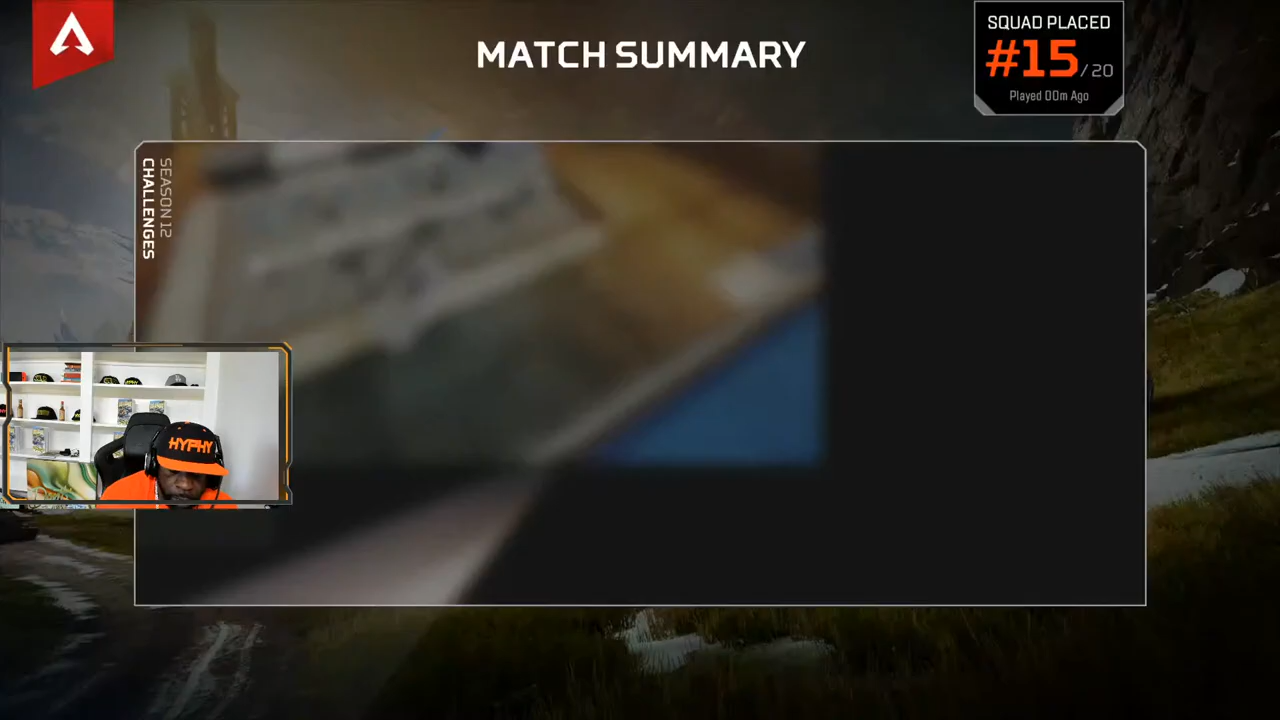 MATCH SUMMARY
SQUAD PLACED
#15/20
Played 00m Ago
SEASON 12
CHALLENGES
HYPHY